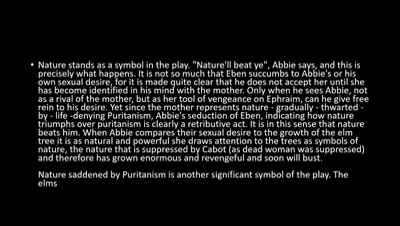 • Nature stands as a symbol in the play. "Nature'll beat ye", Abbie says, and this is
precisely what happens. It is not so much that Eben succumbs to Abbie's or his
own sexual desire, for it is made quite clear that he does not accept her until she
has become identified in his mind with the mother. Only when he sees Abbie, not
as a rival of the mother, but as her tool of vengeance on Ephraim, can he give free
rein to his desire. Yet since the mother represents nature - gradually - thwarted -
by - life -denying Puritanism, Abbie's seduction of Eben, indicating how nature
triumphs over puritanism is clearly a retributive act. It is in this sense that nature
beats him. When Abbie compares their sexual desire to the growth of the elm
tree it is as natural and powerful she draws attention to the trees as symbols of
nature, the nature that is suppressed by Cabot (as dead woman was suppressed)
and therefore has grown enormous and revengeful and soon will bust.
Nature saddened by Puritanism is another significant symbol of the play. The
elms